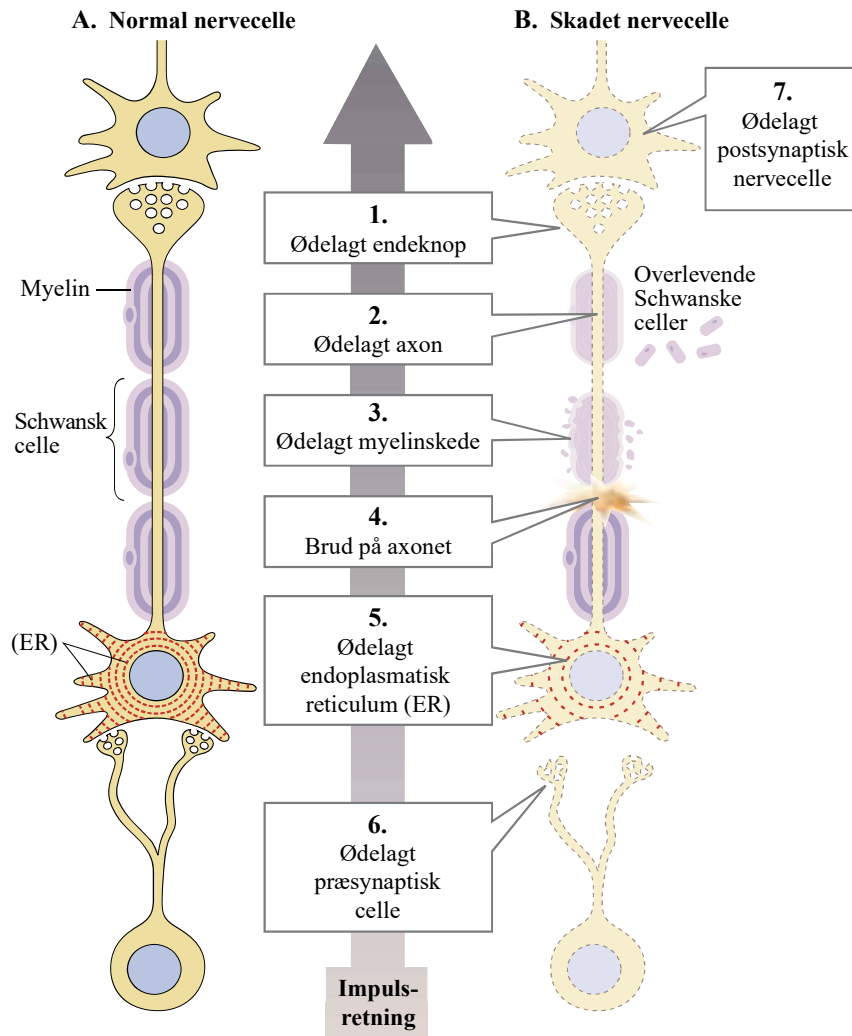 A. Normal nervecelle
B. Skadet nervecelle
7.
Ødelagt
postsynaptisk
nervecelle
1.
Ødelagt endeknop
Myelin
Overlevende
Schwanske
celler
2.
Ødelagt axon
3.
Ødelagt myelinskede
Schwansk
celle
4.
Brud på axonet
5.
Ødelagt
endoplasmatisk
reticulum (ER)
(ER)
6.
Ødelagt
præsynaptisk
celle
Impuls-
retning